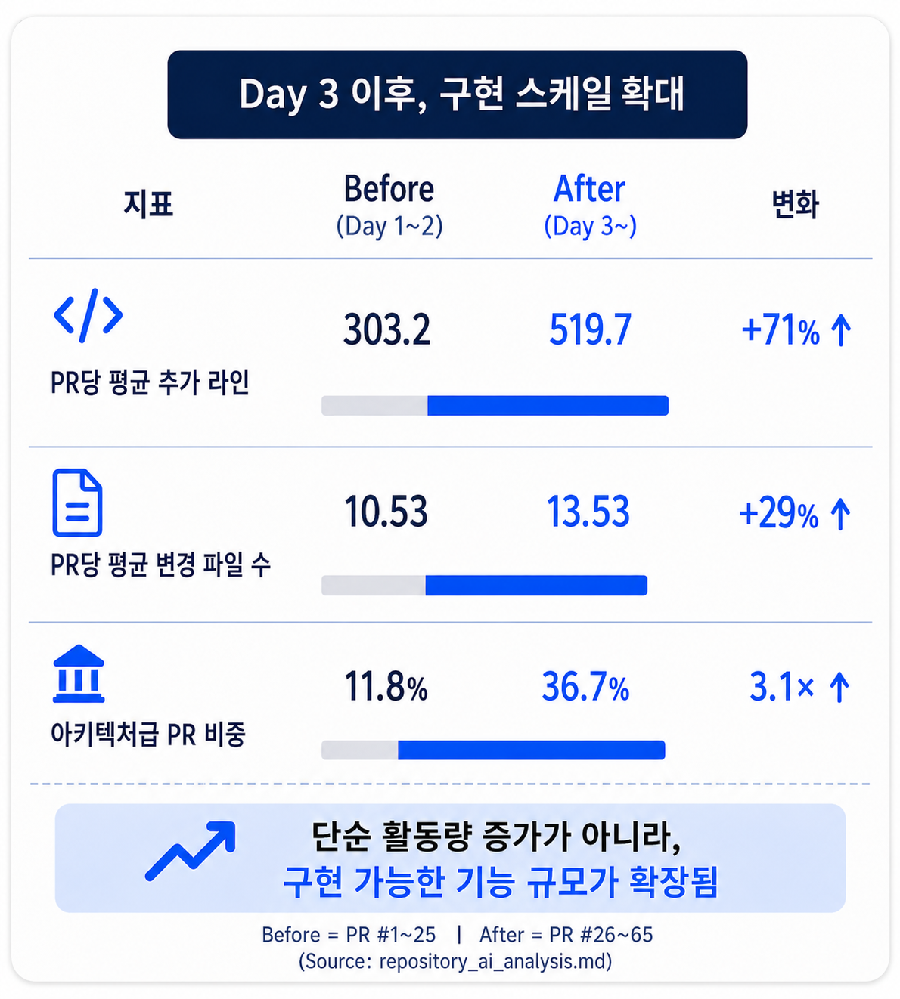 Day 3 이후, 구현 스케일 확대
지표
Before
(Day 1~2)
After
(Day 3~)
변화
PR당 평균 추가 라인
303.2
519.7
+71% ↑
PR당 평균 변경 파일 수
10.53
13.53
+29% ↑
아키텍처급 PR 비중
11.8%
36.7%
3.1× ↑
단순 활동량 증가가 아니라,
구현 가능한 기능 규모가 확장됨
Before = PR #1~25 | After = PR #26~65
(Source: repository_ai_analysis.md)